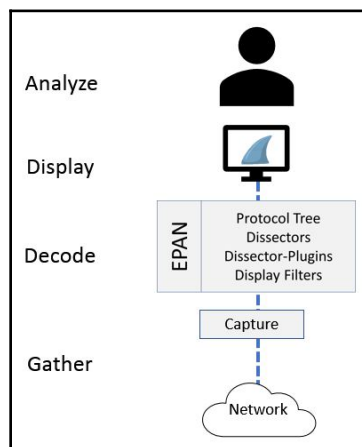 Analyze
Display
Decode
EPAN
Protocol Tree
Dissectors
Dissector-Plugins
Display Filters
Capture
Gather
Network